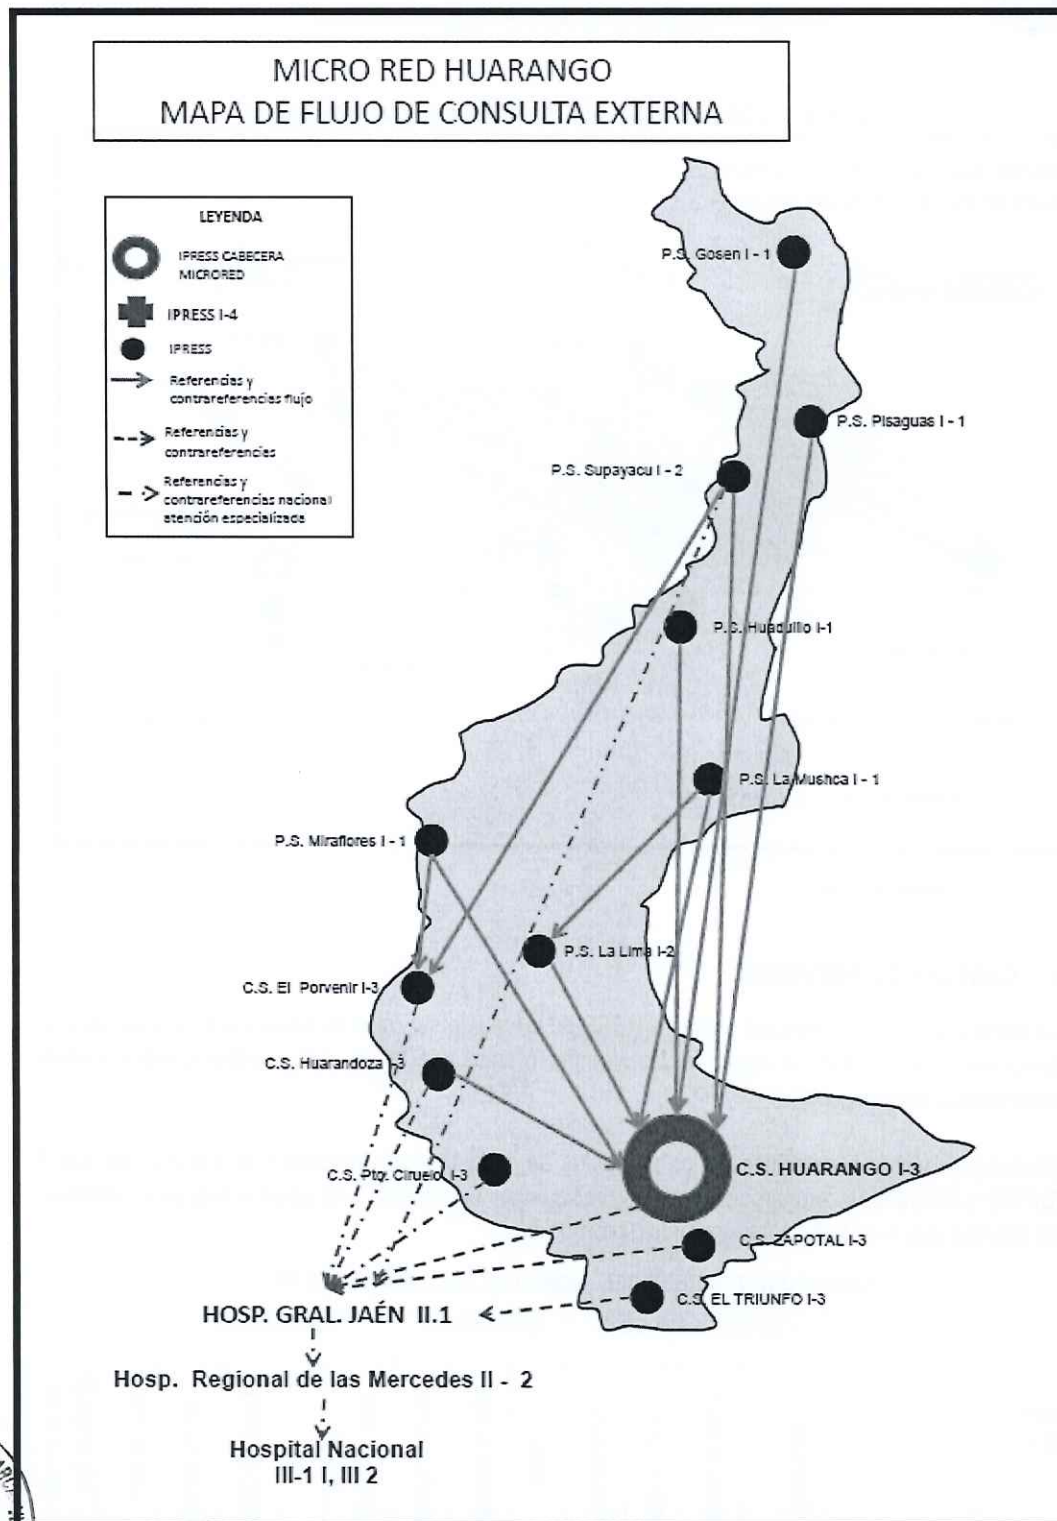 MICRO RED HUARANGO
MAPA DE FLUJO DE CONSULTA EXTERNA
LEYENDA
IPRESS CABECERA
MICRORED
IPRESS I-4
IPRESS
Referencias y
contrareferencias flujo
Referencias y
contrareferencias
Referencias y
contrareferencias nacional
atención especializada
P.S. Gosen I - 1
P.S. Pisaguas I - 1
P.S. Supayacu I - 2
P.S. Huaduillo I-1
P.S. La Mushca I - 1
P.S. Miraflores I - 1
P.S. La Lima I-2
C.S. El Porvenir I-3
C.S. Huarandoza I-3
C.S. Pto. Ciruelo I-3
C.S. HUARANGO I-3
C.S. ZAPOTAL I-3
C.S. EL TRIUNFO I-3
HOSP. GRAL. JAÉN II.1
Hosp. Regional de las Mercedes II - 2
Hospital Nacional
III-1 I, III 2